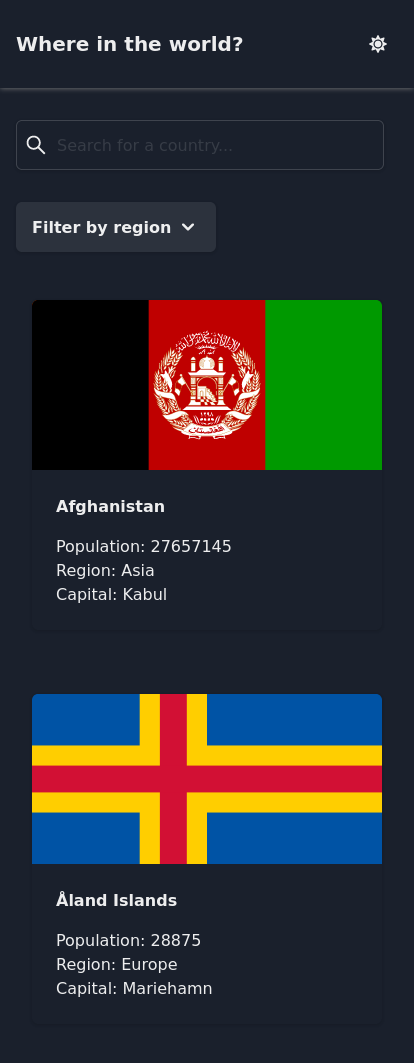 Where in the world?
Search for a country...
Filter by region
Afghanistan
Population: 27657145
Region: Asia
Capital: Kabul
Åland Islands
Population: 28875
Region: Europe
Capital: Mariehamn